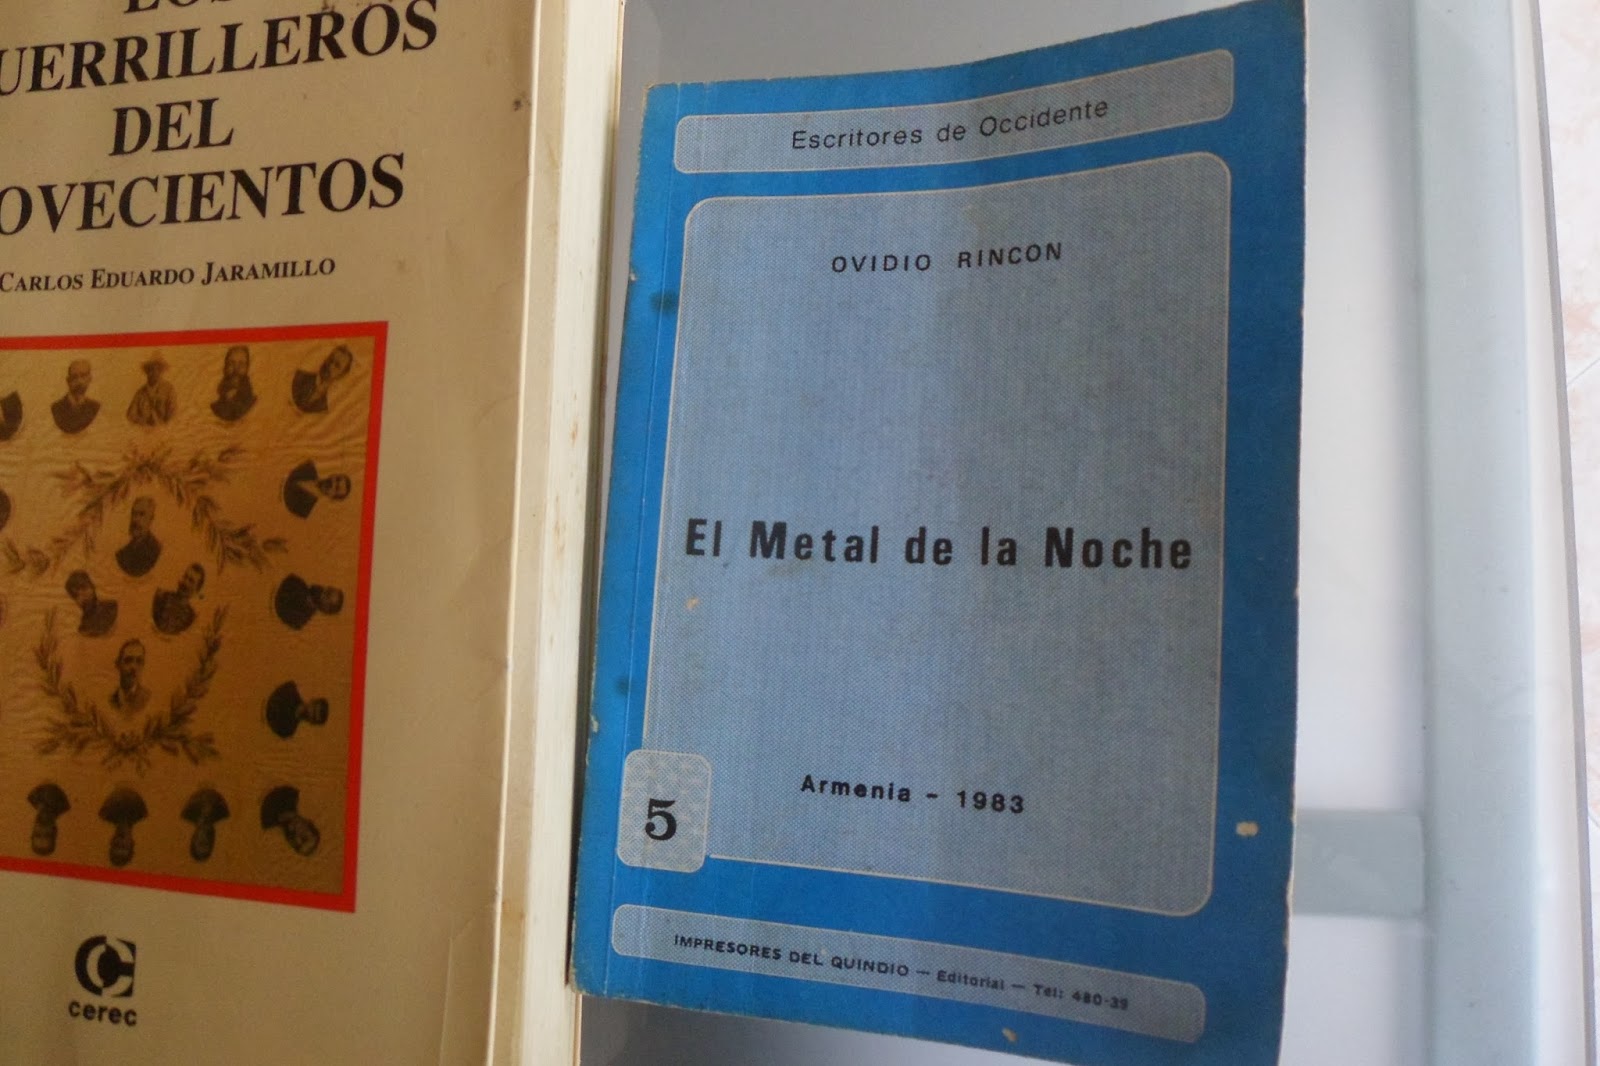 LOS
UERRILLEROS
DEL
OVECIENTOS
CARLOS EDUARDO JARAMILLO
cerec
Escritores de Occidente
OVIDIO RINCON
El Metal de la Noche
Armenia - 1983
5
IMPRESORES DEL QUINDIO — Editorial — Tel: 480-39